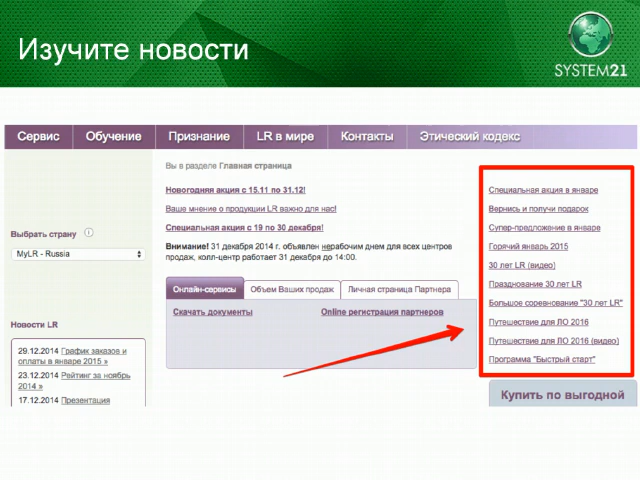 Изучите новости
SYSTEM21
Сервис Обучение Признание LR в мире Контакты Этический кодекс
Вы в разделе Главная страница
Новогодняя акция с 15.11 по 31.12!
Ваше мнение о продукции LR важно для нас!
Специальная акция с 19 по 30 декабря!
Внимание! 31 декабря 2014 г. объявлен нерабочим днем для всех центров
продаж, колл-центр работает 31 декабря до 14:00.
Выбрать страну i
MyLR - Russia
Онлайн-сервисы Объем Ваших продаж Личная страница Партнера
Скачать документы Online регистрация партнеров
Новости LR
29.12.2014 График заказов и
оплаты в январе 2015 »
23.12.2014 Рейтинг за ноябрь
2014 »
17.12.2014 Презентация
Специальная акция в январе
Вернись и получи подарок
Супер-предложение в январе
Горячий январь 2015
30 лет LR (видео)
Празднование 30 лет LR
Большое соревнование "30 лет LR"
Путешествие для ЛО 2016
Путешествие для ЛО 2016 (видео)
Программа "Быстрый старт"
Купить по выгодной